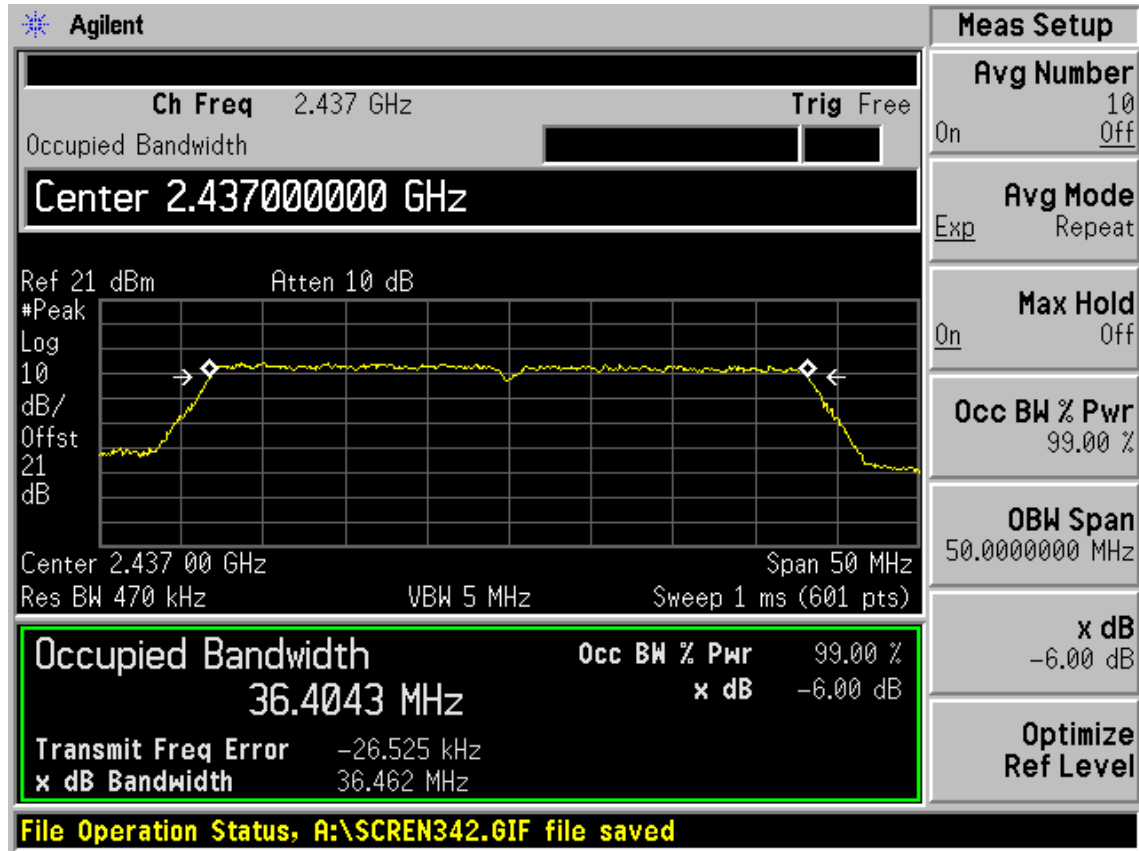 Agilent
Ch Freq 2.437 GHz Trig Free
Occupied Bandwidth
Center 2.437000000 GHz
Ref 21 dBm Atten 10 dB
#Peak
Log
10
dB/
Offst
21
dB
Center 2.437 00 GHz Span 50 MHz
Res BW 470 kHz VBW 5 MHz Sweep 1 ms (601 pts)
Occupied Bandwidth Occ BW % Pwr 99.00 %
36.4043 MHz x dB -6.00 dB
Transmit Freq Error -26.525 kHz
x dB Bandwidth 36.462 MHz
File Operation Status, A:\SCREN342.GIF file saved
Meas Setup
Avg Number
10
On Off
Avg Mode
Exp Repeat
Max Hold
On Off
Occ BW % Pwr
99.00 %
OBW Span
50.0000000 MHz
x dB
-6.00 dB
Optimize
Ref Level